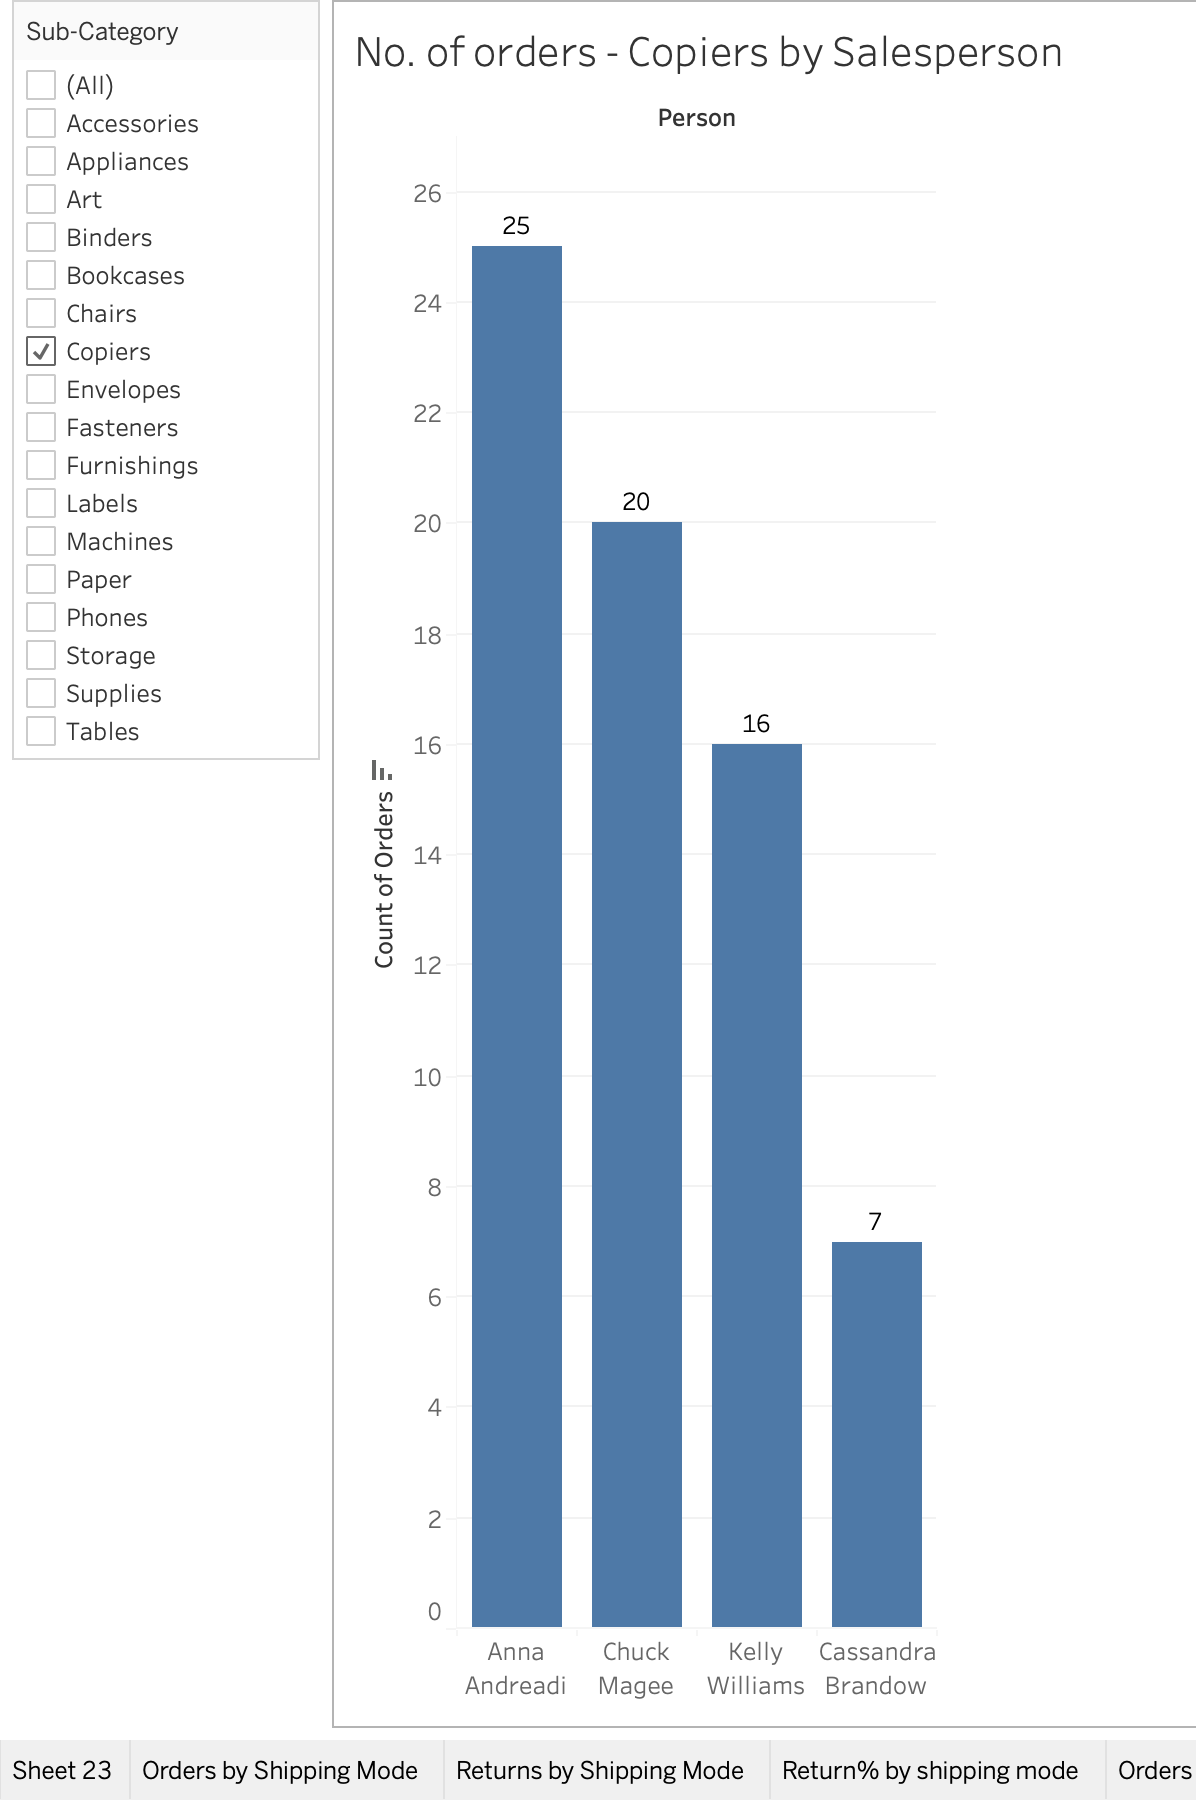 Sub-Category
(All)
Accessories
Appliances
Art
Binders
Bookcases
Chairs
Copiers
Envelopes
Fasteners
Furnishings
Labels
Machines
Paper
Phones
Storage
Supplies
Tables
No. of orders - Copiers by Salesperson
Person
Count of Orders
26
24
22
20
18
16
14
12
10
8
6
4
2
0
25
20
16
7
Anna Andreadi
Chuck Magee
Kelly Williams
Cassandra Brandow
Sheet 23
Orders by Shipping Mode
Returns by Shipping Mode
Return% by shipping mode
Orders